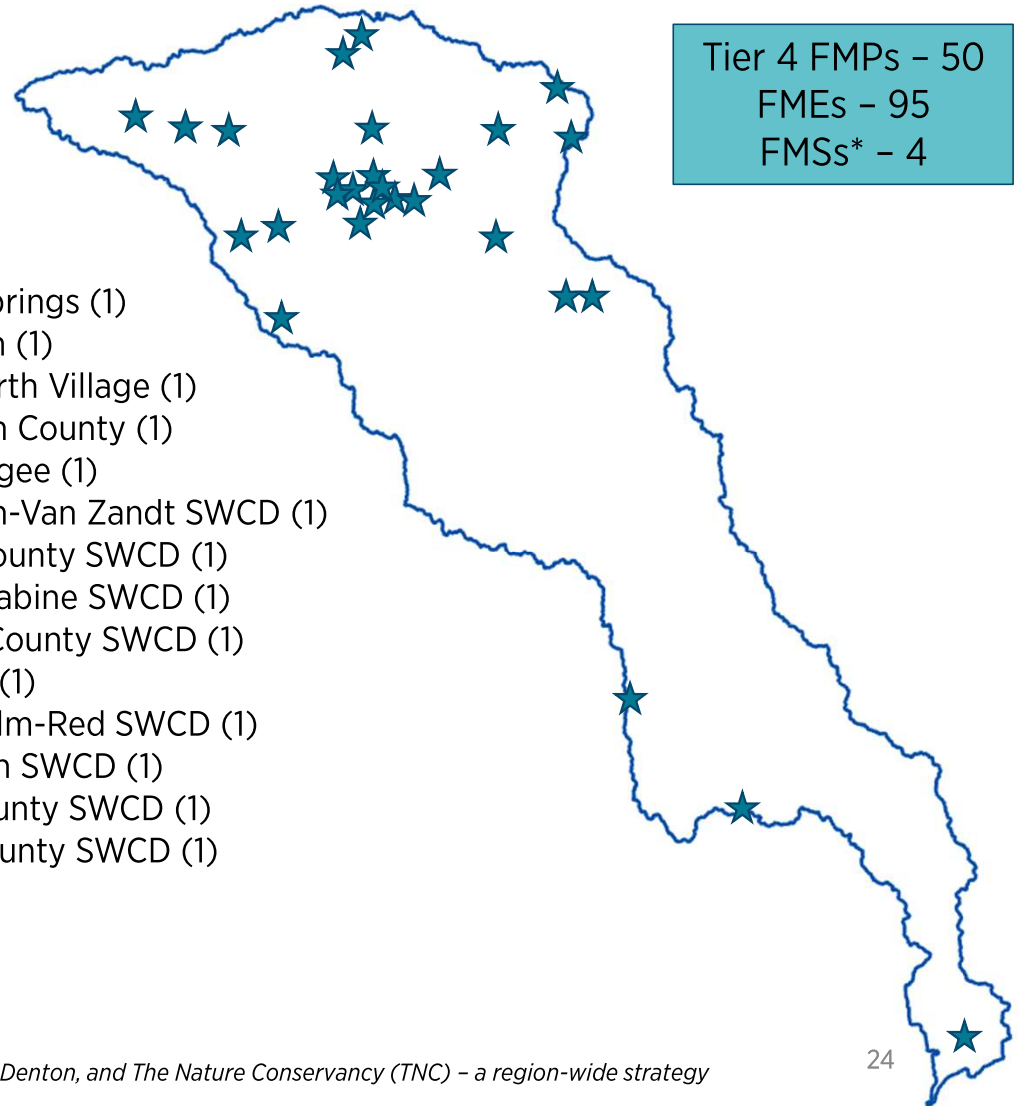 Tier 4 FMPs – 50
FMEs – 95
FMSs* – 4
prings (1)
n (1)
rth Village (1)
n County (1)
gee (1)
n-Van Zandt SWCD (1)
ounty SWCD (1)
abine SWCD (1)
County SWCD (1)
(1)
lm-Red SWCD (1)
n SWCD (1)
unty SWCD (1)
unty SWCD (1)
Denton, and The Nature Conservancy (TNC) – a region-wide strategy
24